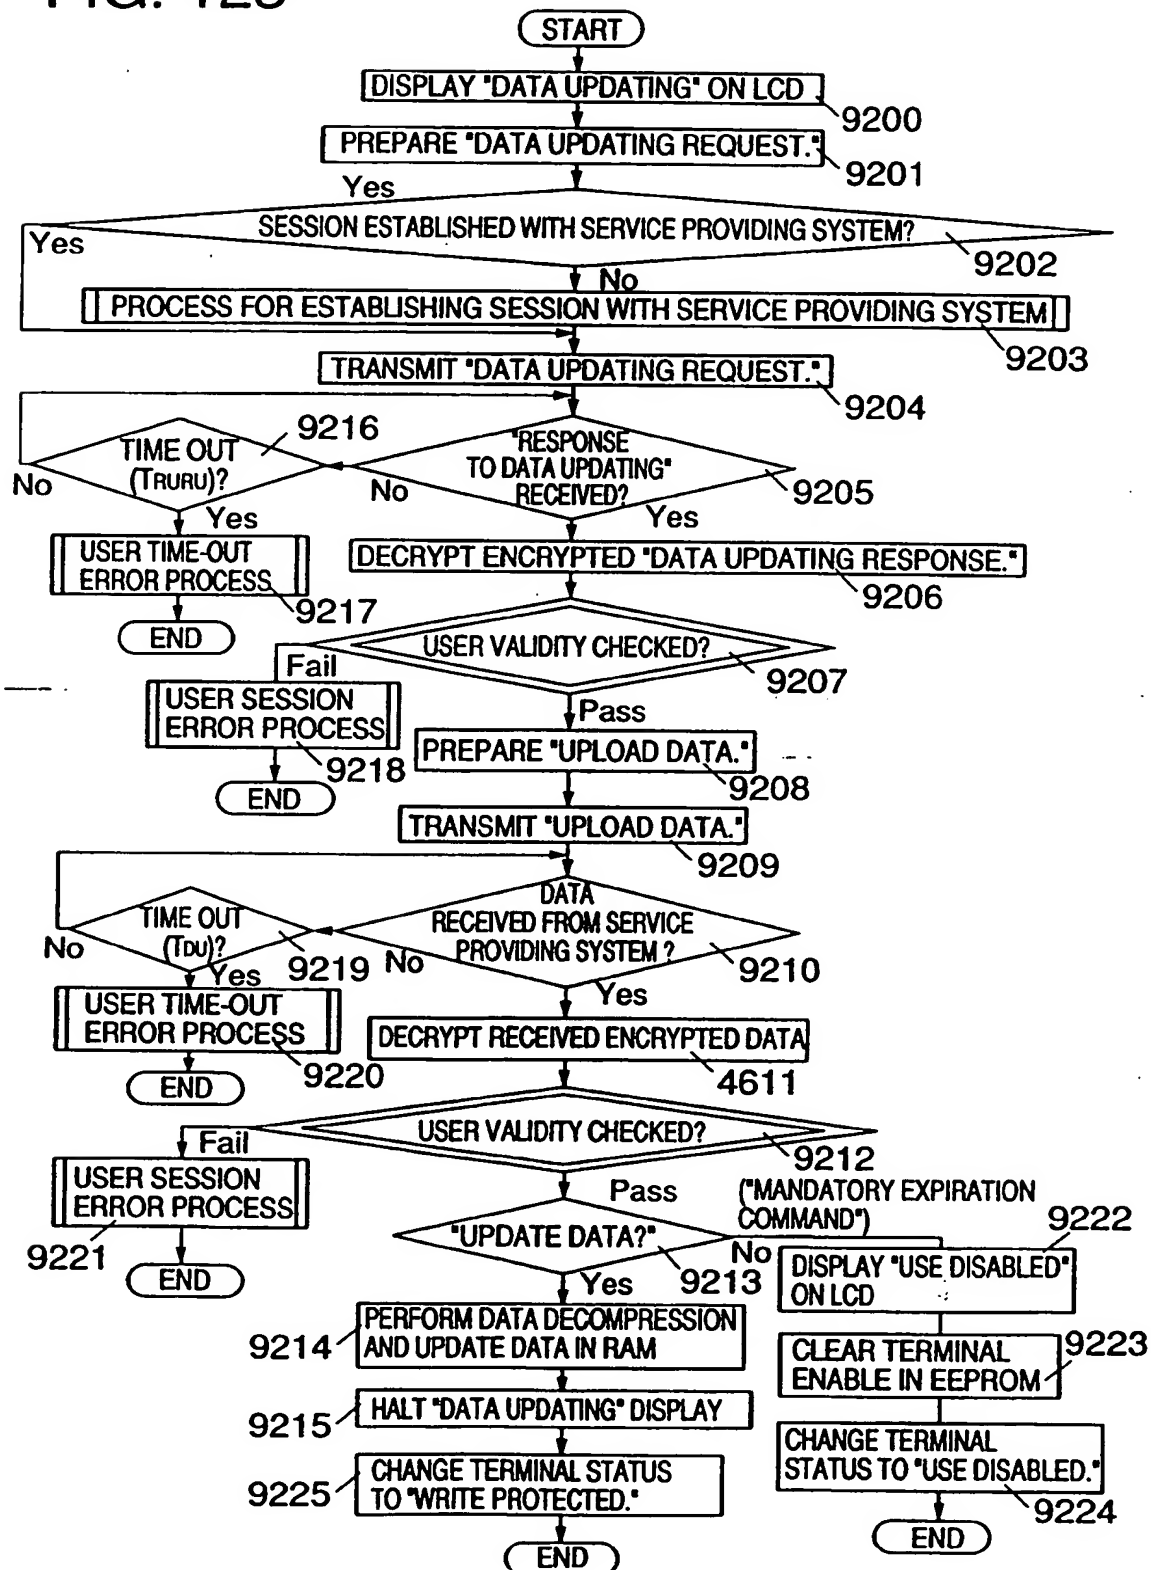 START
DISPLAY "DATA UPDATING" ON LCD
9200
PREPARE "DATA UPDATING REQUEST."
9201
Yes
SESSION ESTABLISHED WITH SERVICE PROVIDING SYSTEM?
Yes
9202
No
PROCESS FOR ESTABLISHING SESSION WITH SERVICE PROVIDING SYSTEM
9203
TRANSMIT "DATA UPDATING REQUEST."
9204
9216
TIME OUT
(TRURU)?
No
"RESPONSE
TO DATA UPDATING"
RECEIVED?
9205
No
Yes
Yes
USER TIME-OUT
ERROR PROCESS
9217
END
DECRYPT ENCRYPTED "DATA UPDATING RESPONSE."
9206
USER VALIDITY CHECKED?
9207
Fail
USER SESSION
ERROR PROCESS
9218
END
Pass
PREPARE "UPLOAD DATA."
9208
TRANSMIT "UPLOAD DATA."
9209
DATA
RECEIVED FROM SERVICE
PROVIDING SYSTEM ?
9210
TIME OUT
(TDU)?
No
9219
No
Yes
Yes
USER TIME-OUT
ERROR PROCESS
9220
END
DECRYPT RECEIVED ENCRYPTED DATA
4611
USER VALIDITY CHECKED?
9212
Fail
USER SESSION
ERROR PROCESS
9221
END
Pass
("MANDATORY EXPIRATION
COMMAND")
"UPDATE DATA?"
9213
No
9222
Yes
DISPLAY "USE DISABLED"
ON LCD
9214
PERFORM DATA DECOMPRESSION
AND UPDATE DATA IN RAM
CLEAR TERMINAL
ENABLE IN EEPROM
9223
9215
HALT "DATA UPDATING" DISPLAY
CHANGE TERMINAL
STATUS TO "USE DISABLED."
9224
9225
CHANGE TERMINAL STATUS
TO "WRITE PROTECTED."
END
END